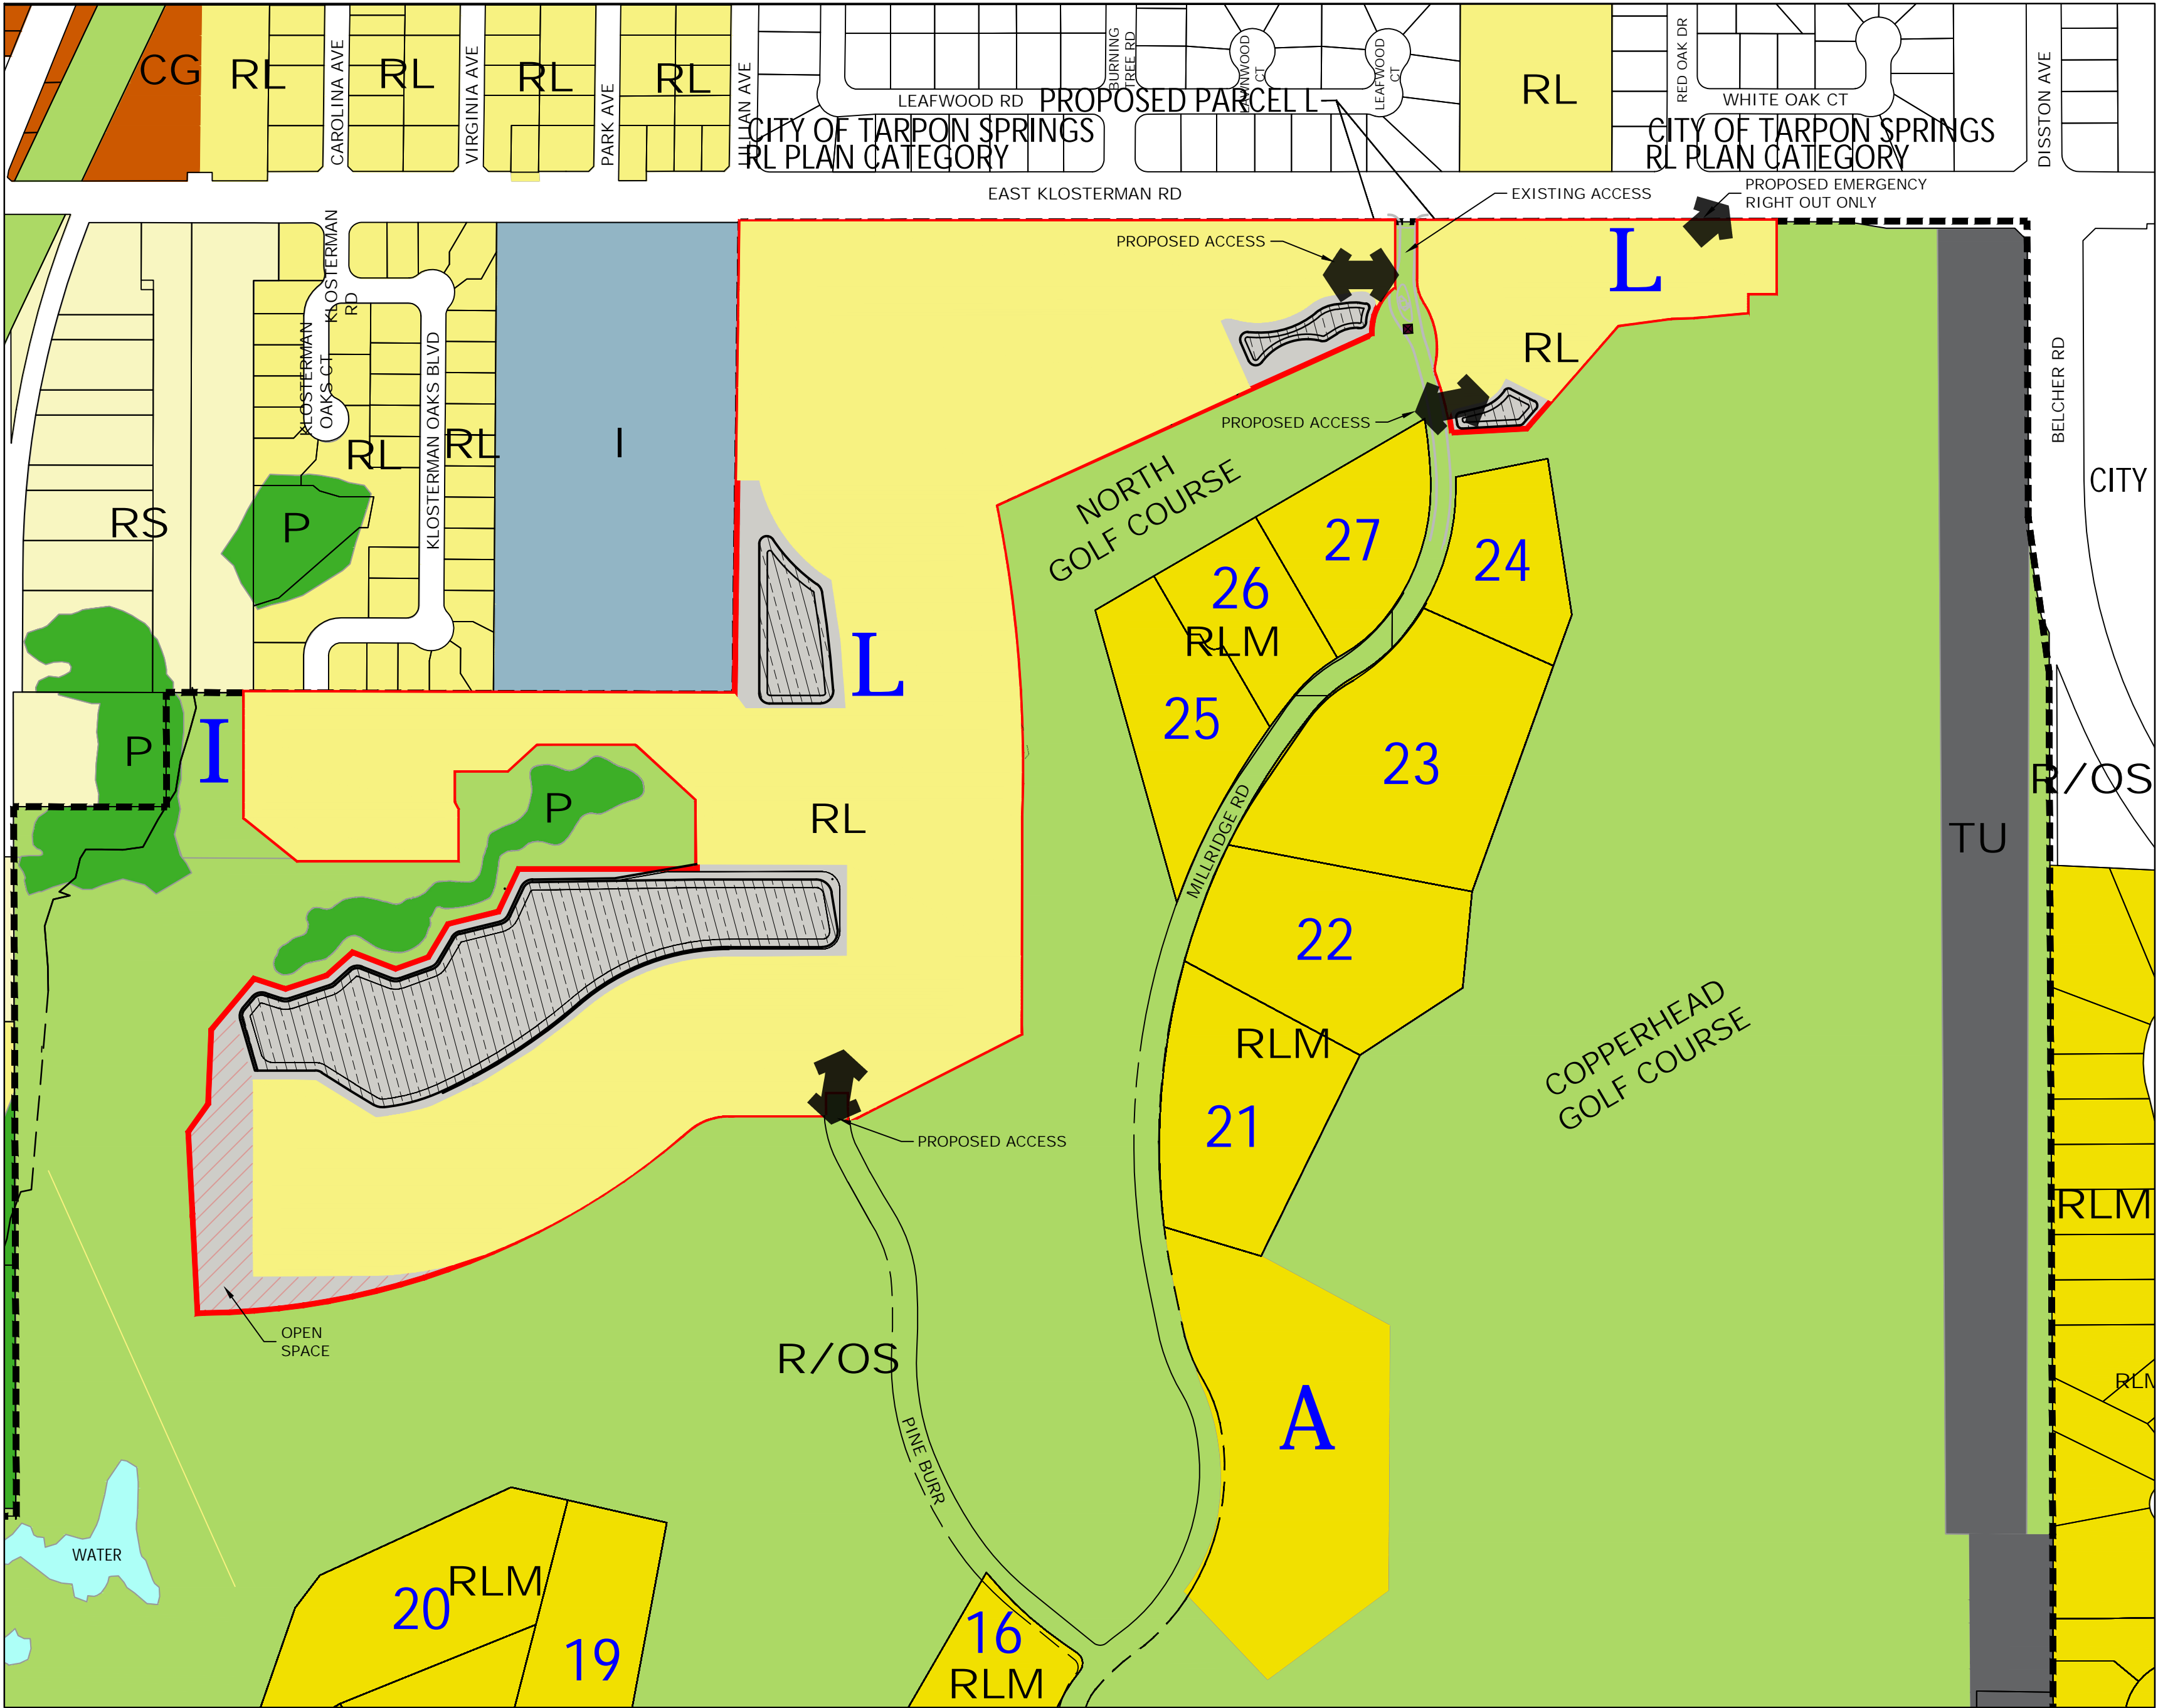 CG
RL
CAROLINA AVE
RL
VIRGINIA AVE
RL
PARK AVE
RL
LILLIAN AVE
LEAFWOOD RD
BURNING
TREE RD
LAWNWOOD
CT
LEAFWOOD
CT
RL
RED OAK DR
WHITE OAK CT
DISSTON AVE
PROPOSED PARCEL L
CITY OF TARPON SPRINGS
RL PLAN CATEGORY
CITY OF TARPON SPRINGS
RL PLAN CATEGORY
EAST KLOSTERMAN RD
EXISTING ACCESS
PROPOSED EMERGENCY
RIGHT OUT ONLY
PROPOSED ACCESS
L
RL
PROPOSED ACCESS
KLOSTERMAN
RD
KLOSTERMAN
OAKS CT
KLOSTERMAN OAKS BLVD
RL
RL
I
RS
P
BELCHER RD
CITY
NORTH
GOLF COURSE
27
24
26
RLM
25
23
L
P
I
P
RL
MILLRIDGE RD
R/OS
TU
22
RLM
21
COPPERHEAD
GOLF COURSE
PROPOSED ACCESS
RLM
OPEN
SPACE
R/OS
PINE BURR
A
RLM
WATER
20
RLM
19
16
RLM